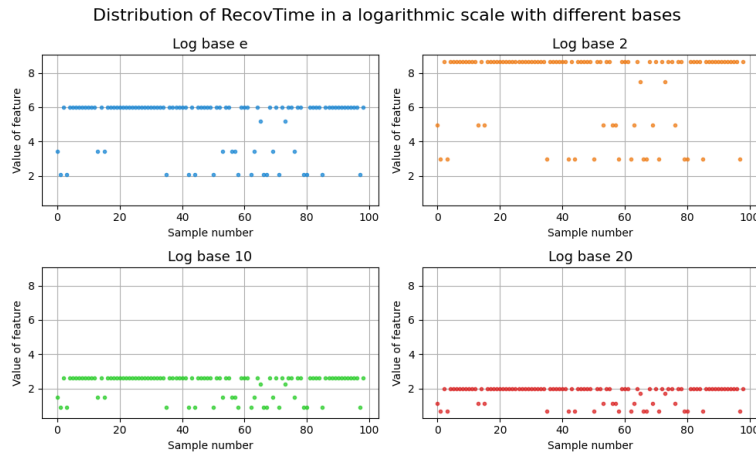 Distribution of RecovTime in a logarithmic scale with different bases
Log base e
Value of feature
8
6
4
2
0 20 40 60 80 100
Sample number
Log base 2
Value of feature
8
6
4
2
0 20 40 60 80 100
Sample number
Log base 10
Value of feature
8
6
4
2
0 20 40 60 80 100
Sample number
Log base 20
Value of feature
8
6
4
2
0 20 40 60 80 100
Sample number